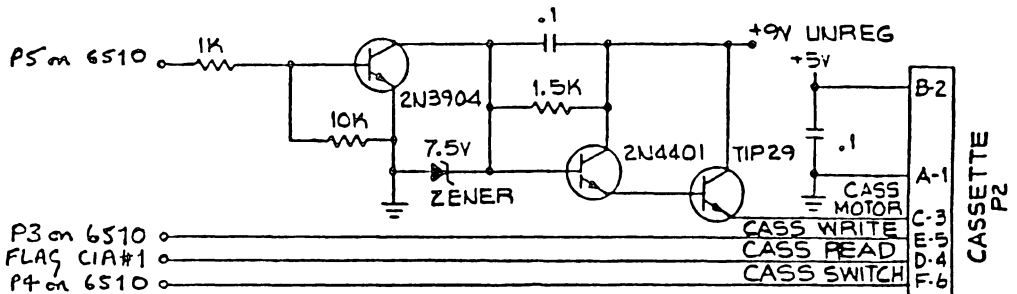 .1
+9V UNREG
P5 on 6510
1K
+5V
B-2
2N3904
1.5K
10K
7.5V
2N4401
TIP29
.1
ZENER
A-1
CASS
MOTOR
C-3
CASSETTE
P2
P3 on 6510
CASS WRITE
E-5
FLAG CIA#1
CASS READ
D-4
P4 on 6510
CASS SWITCH
F-6